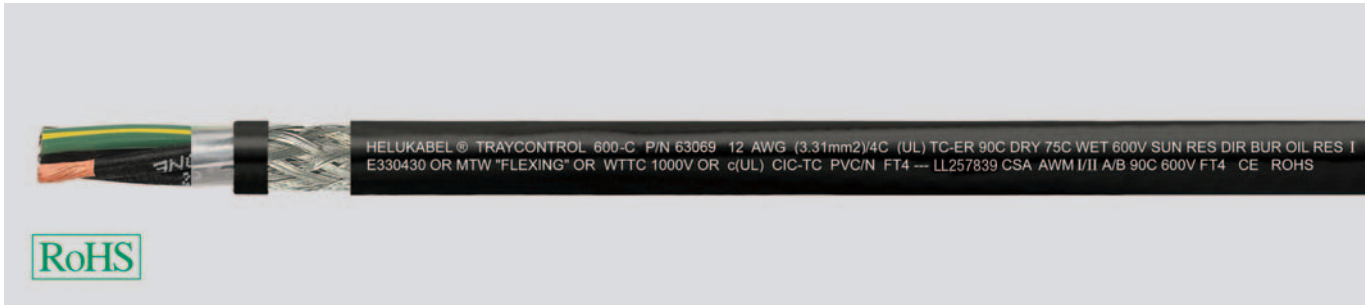 HELUKABEL ® TRAYCONTROL 600-C P/N 63069 12 AWG (3.31mm2)/4C (UL) TC-ER 90C DRY 75C WET 600V SUN RES DIR BUR OIL RES I
E330430 OR MTW "FLEXING" OR WTTC 1000V OR c(UL) CIC-TC PVC/N FT4 --- LL257839 CSA AWM I/II A/B 90C 600V FT4 CE ROHS
RoHS